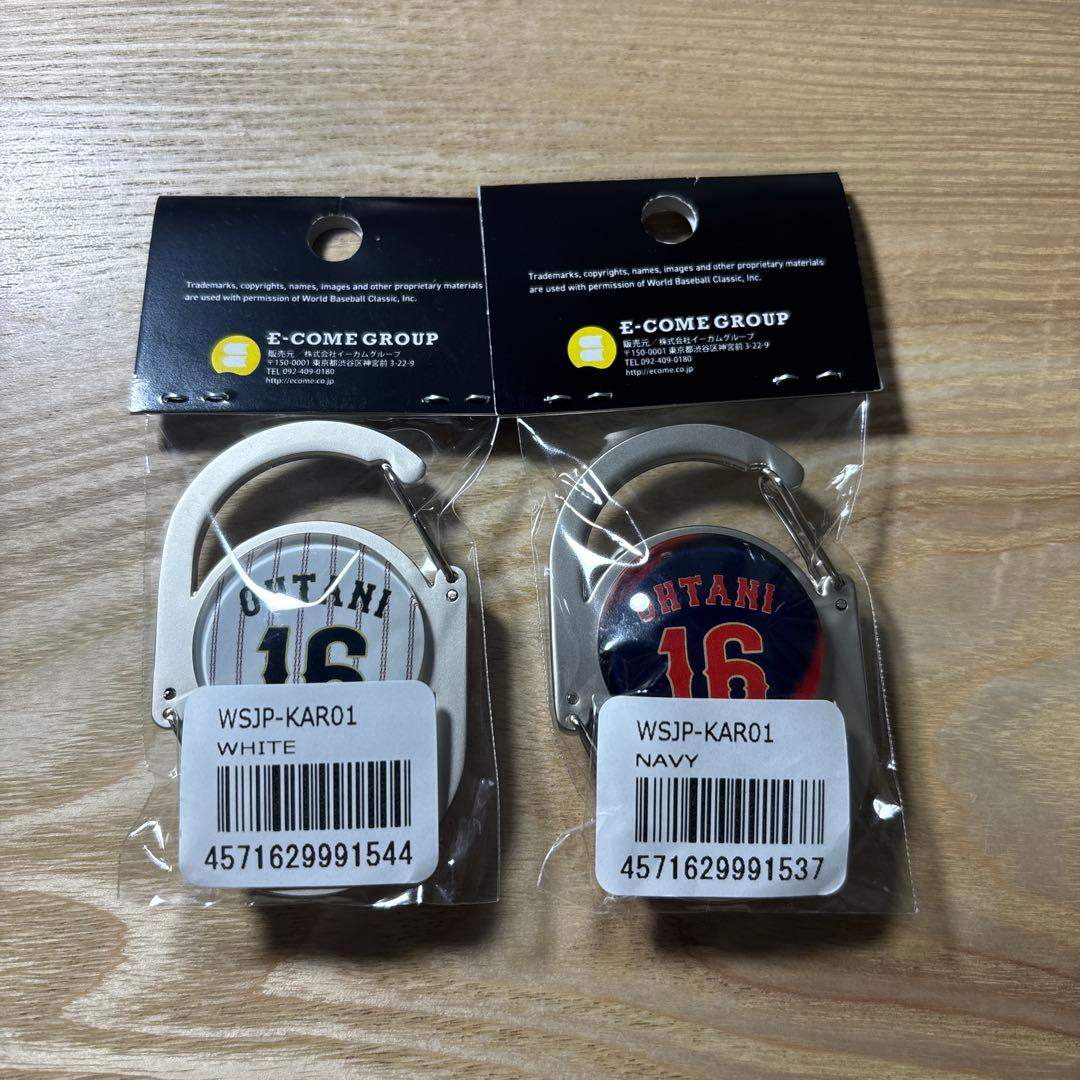 Trademarks, copyrights, names, images and other proprietary materials
are used with permission of World Baseball Classic, Inc.
E-COME GROUP
販売元／株式会社イーカムグループ
〒150-0001 東京都渋谷区神宮前 3-22-9
TEL 092-409-0180
http://ecome.co.jp
OHTANI
16
WSJP-KAR01
WHITE
4571629991544
Trademarks, copyrights, names, images and other proprietary materials
are used with permission of World Baseball Classic, Inc.
E-COME GROUP
販売元／株式会社イーカムグループ
〒150-0001 東京都渋谷区神宮前 3-22-9
TEL 092-409-0180
http://ecome.co.jp
OHTANI
16
WSJP-KAR01
NAVY
4571629991537